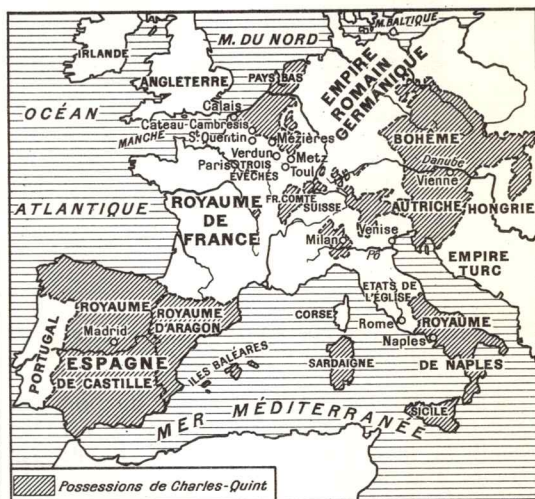 M. BALTIQUE
IRLANDE
M. DU NORD
ANGLETERRE
PAYS BAS
EMPIRE
ROMAIN
GERMANIQUE
OCÉAN
Calais
Cateau-Cambrésis
MANCHE
St Quentin
Mézières
BOHÊME
Verdun
Metz
Paris
TROIS
ÉVÊCHÉS
Toul
Danube
Vienne
ATLANTIQUE
ROYAUME
DE
FRANCE
FR. COMTÉ
SUISSE
AUTRICHE
HONGRIE
Milan
Venise
Pô
EMPIRE
TURC
ETATS DE
L'ÉGLISE
ROYAUME
Madrid
ROYAUME
D'ARAGON
CORSE
Rome
ROYAUME
Naples
PORTUGAL
ESPAGNE
DE CASTILLE
ILES BALÉARES
SARDAIGNE
DE NAPLES
MER MÉDITERRANÉE
SICILE
Possessions de Charles-Quint